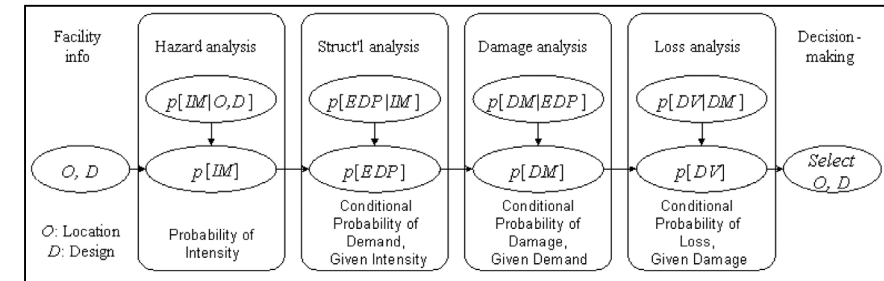 Facility
info
Hazard analysis
Struct'l analysis
Damage analysis
Loss analysis
Decision-
making
p[IM|O,D]
p[EDP|IM]
p[DM|EDP]
p[DV|DM]
O, D
p[IM]
p[EDP]
p[DM]
p[DV]
Select
O, D
O: Location
D: Design
Probability of
Intensity
Conditional
Probability of
Demand,
Given Intensity
Conditional
Probability of
Damage,
Given Demand
Conditional
Probability of
Loss,
Given Damage